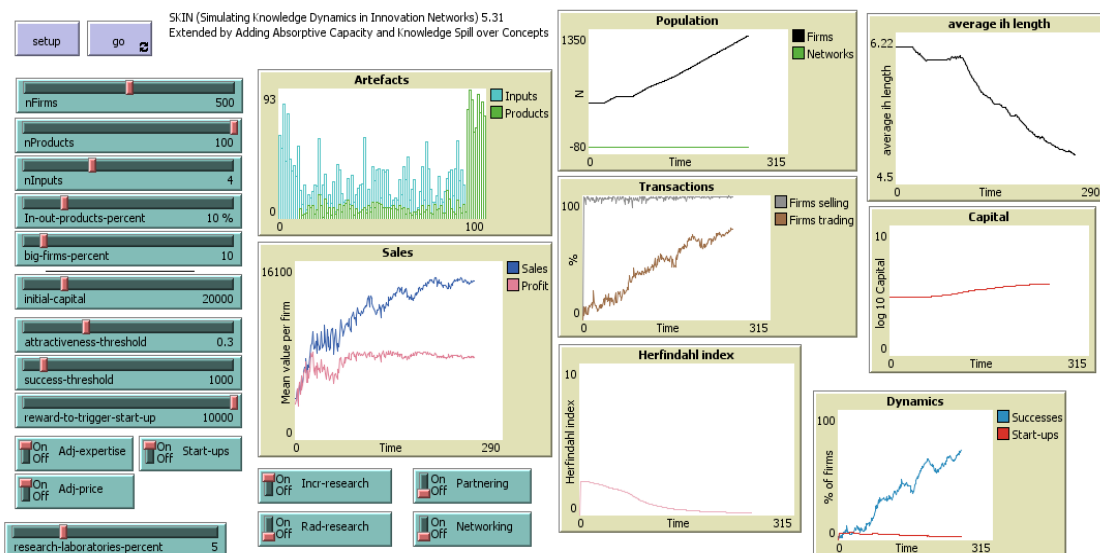 SKIN (Simulating Knowledge Dynamics in Innovation Networks) 5.31
Extended by Adding Absorptive Capacity and Knowledge Spill over Concepts
setup
go
nFirms 500
nProducts 100
nInputs 4
In-out-products-percent 10 %
big-firms-percent 10
initial-capital 20000
attractiveness-threshold 0.3
success-threshold 1000
reward-to-trigger-start-up 10000
On
Off
Adj-expertise
On
Off
Start-ups
On
Off
Adj-price
research-laboratories-percent 5
Artefacts
93
0
0 100
Inputs
Products
Sales
16100
Mean value per firm
0
0 Time 290
Sales
Profit
On
Off
Incr-research
On
Off
Partnering
On
Off
Rad-research
On
Off
Networking
Population
1350
N
-80
0 Time 315
Firms
Networks
Transactions
100
%
0
0 Time 315
Firms selling
Firms trading
Herfindahl index
10
Herfindahl index
0
0 Time 315
average ih length
6.22
average ih length
4.5
0 Time 290
Capital
10
log 10 Capital
0
0 Time 315
Dynamics
100
% of firms
0
0 Time 315
Successes
Start-ups